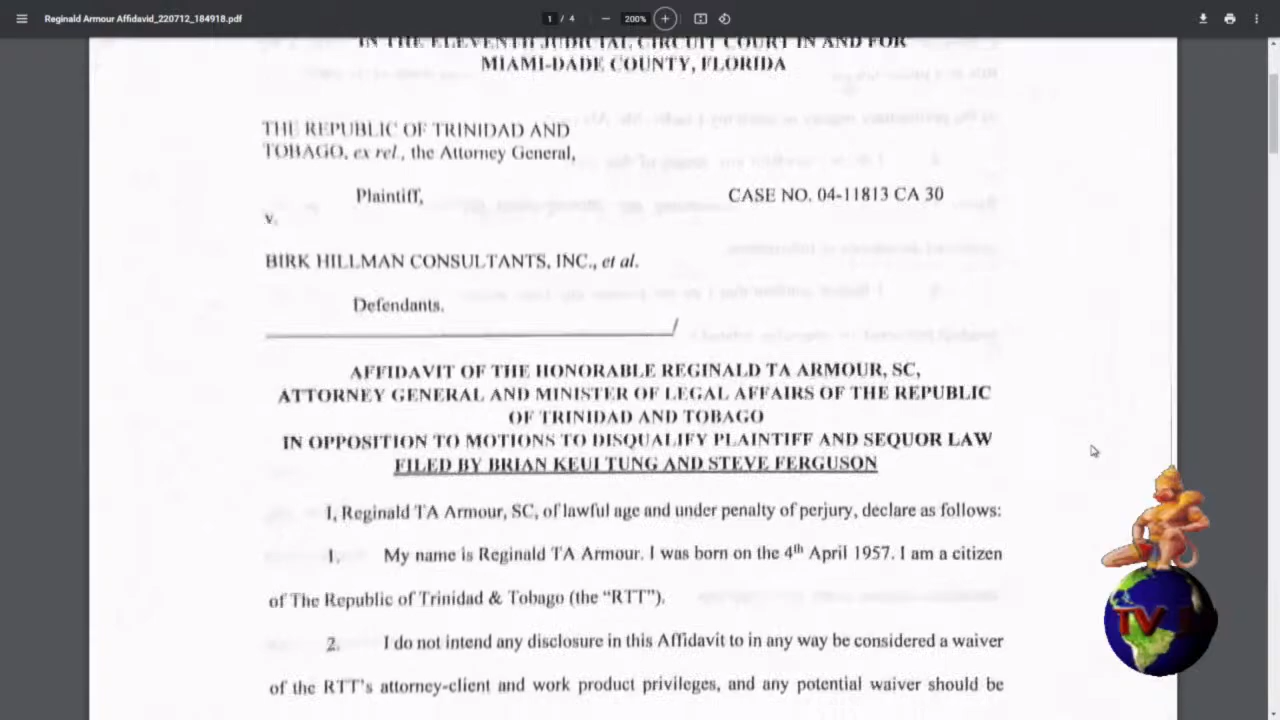 Reginald Armour Affidavid_220712_184918.pdf
1 / 4
200%
IN THE ELEVENTH JUDICIAL CIRCUIT COURT IN AND FOR
MIAMI-DADE COUNTY, FLORIDA
THE REPUBLIC OF TRINIDAD AND
TOBAGO, ex rel., the Attorney General,
Plaintiff,
CASE NO. 04-11813 CA 30
v.
BIRK HILLMAN CONSULTANTS, INC., et al.
Defendants.
/
AFFIDAVIT OF THE HONORABLE REGINALD TA ARMOUR, SC,
ATTORNEY GENERAL AND MINISTER OF LEGAL AFFAIRS OF THE REPUBLIC
OF TRINIDAD AND TOBAGO
IN OPPOSITION TO MOTIONS TO DISQUALIFY PLAINTIFF AND SEQUOR LAW
FILED BY BRIAN KEUI TUNG AND STEVE FERGUSON
I, Reginald TA Armour, SC, of lawful age and under penalty of perjury, declare as follows:
1. My name is Reginald TA Armour. I was born on the 4th April 1957. I am a citizen
of The Republic of Trinidad & Tobago (the “RTT”).
2. I do not intend any disclosure in this Affidavit to in any way be considered a waiver
of the RTT’s attorney-client and work product privileges, and any potential waiver should be
TV